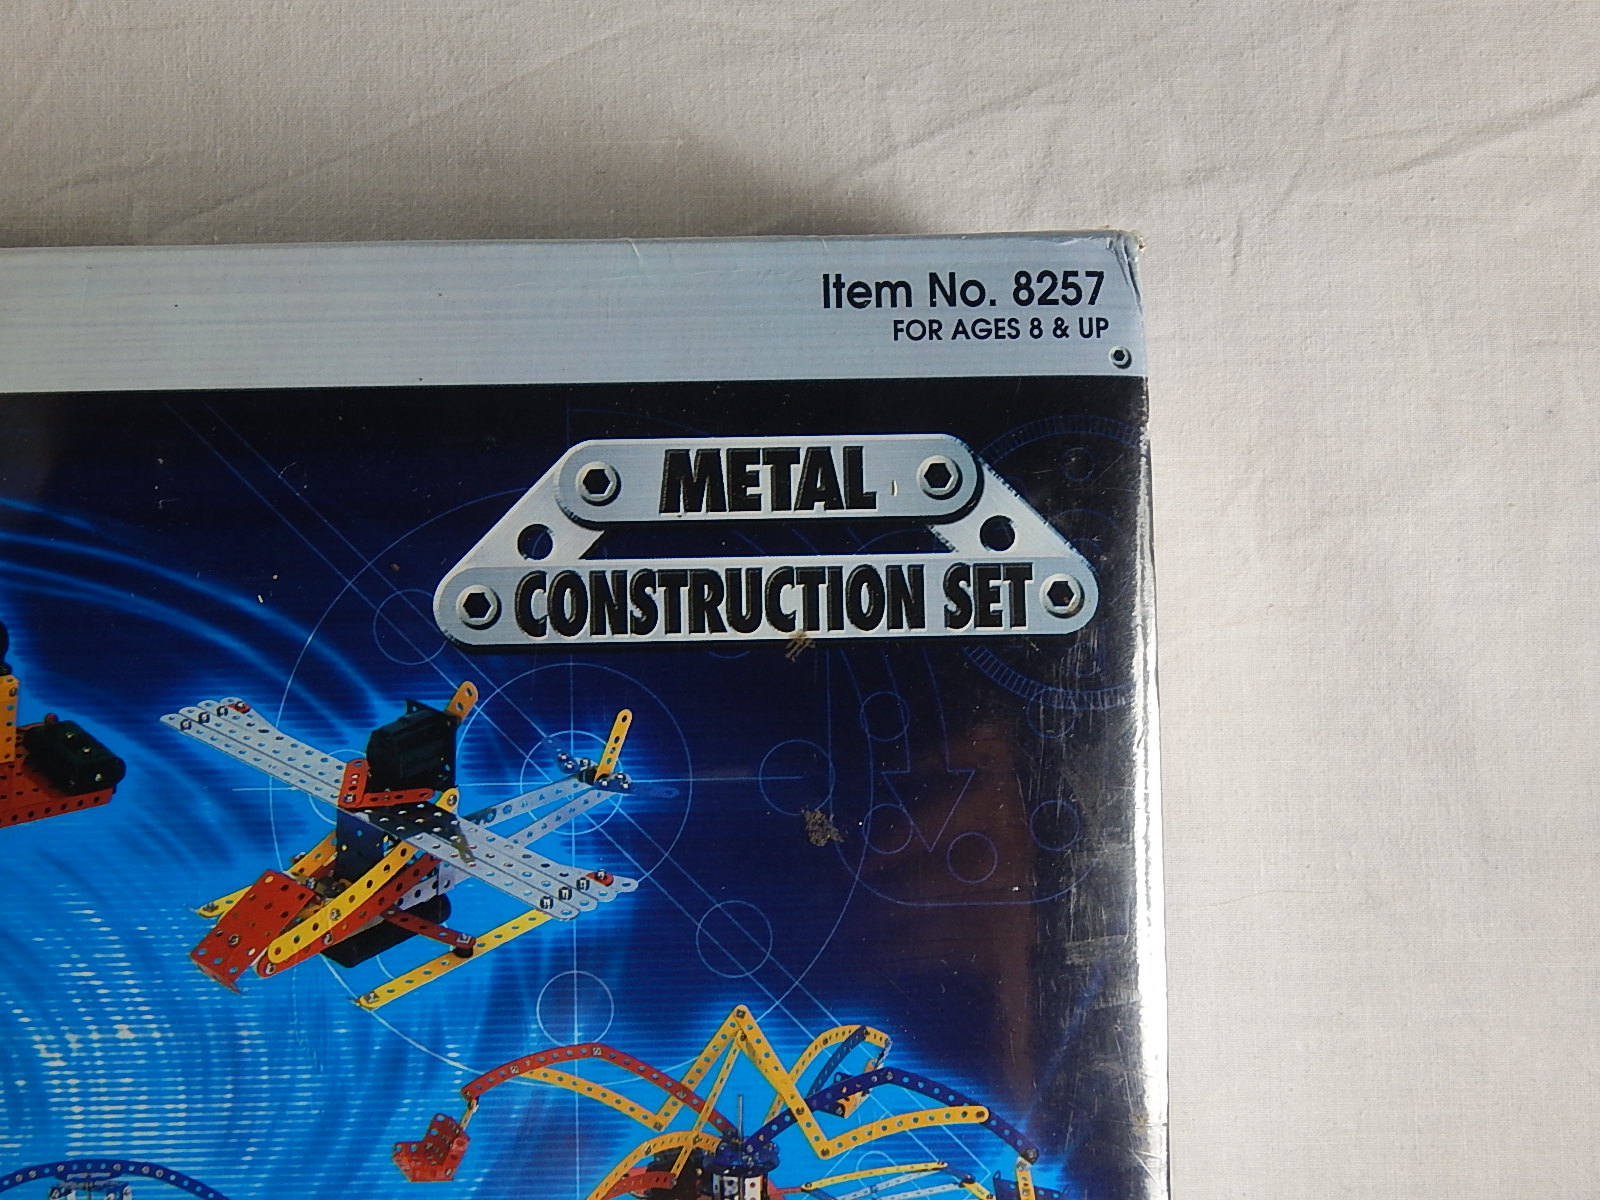 Item No. 8257
FOR AGES 8 & UP
METAL
CONSTRUCTION SET